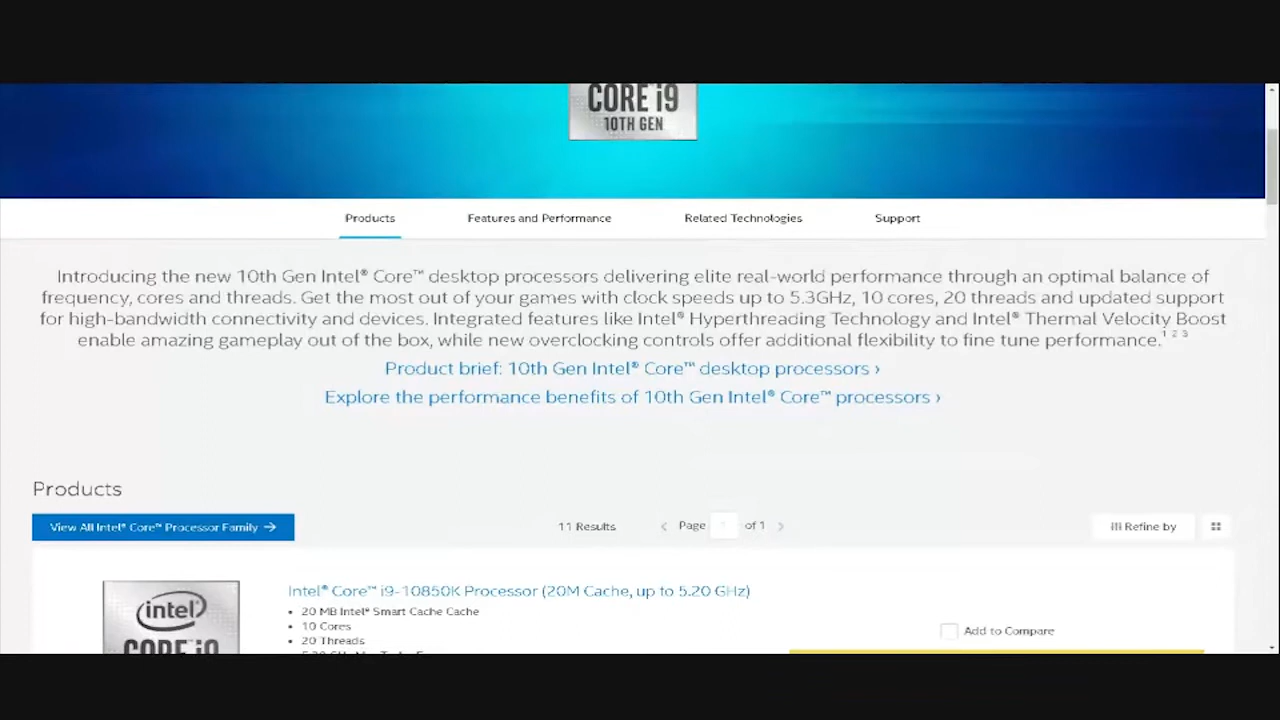 CORE i9
10TH GEN
Products
Features and Performance
Related Technologies
Support
Introducing the new 10th Gen Intel® Core™ desktop processors delivering elite real-world performance through an optimal balance of
frequency, cores and threads. Get the most out of your games with clock speeds up to 5.3GHz, 10 cores, 20 threads and updated support
for high-bandwidth connectivity and devices. Integrated features like Intel® Hyperthreading Technology and Intel® Thermal Velocity Boost
enable amazing gameplay out of the box, while new overclocking controls offer additional flexibility to fine tune performance.¹ ² ³
Product brief: 10th Gen Intel® Core™ desktop processors ›
Explore the performance benefits of 10th Gen Intel® Core™ processors ›
Products
View All Intel® Core™ Processor Family →
11 Results
Page 1 of 1
Refine by
intel
CORE i9
Intel® Core™ i9-10850K Processor (20M Cache, up to 5.20 GHz)
• 20 MB Intel® Smart Cache Cache
• 10 Cores
• 20 Threads
Add to Compare